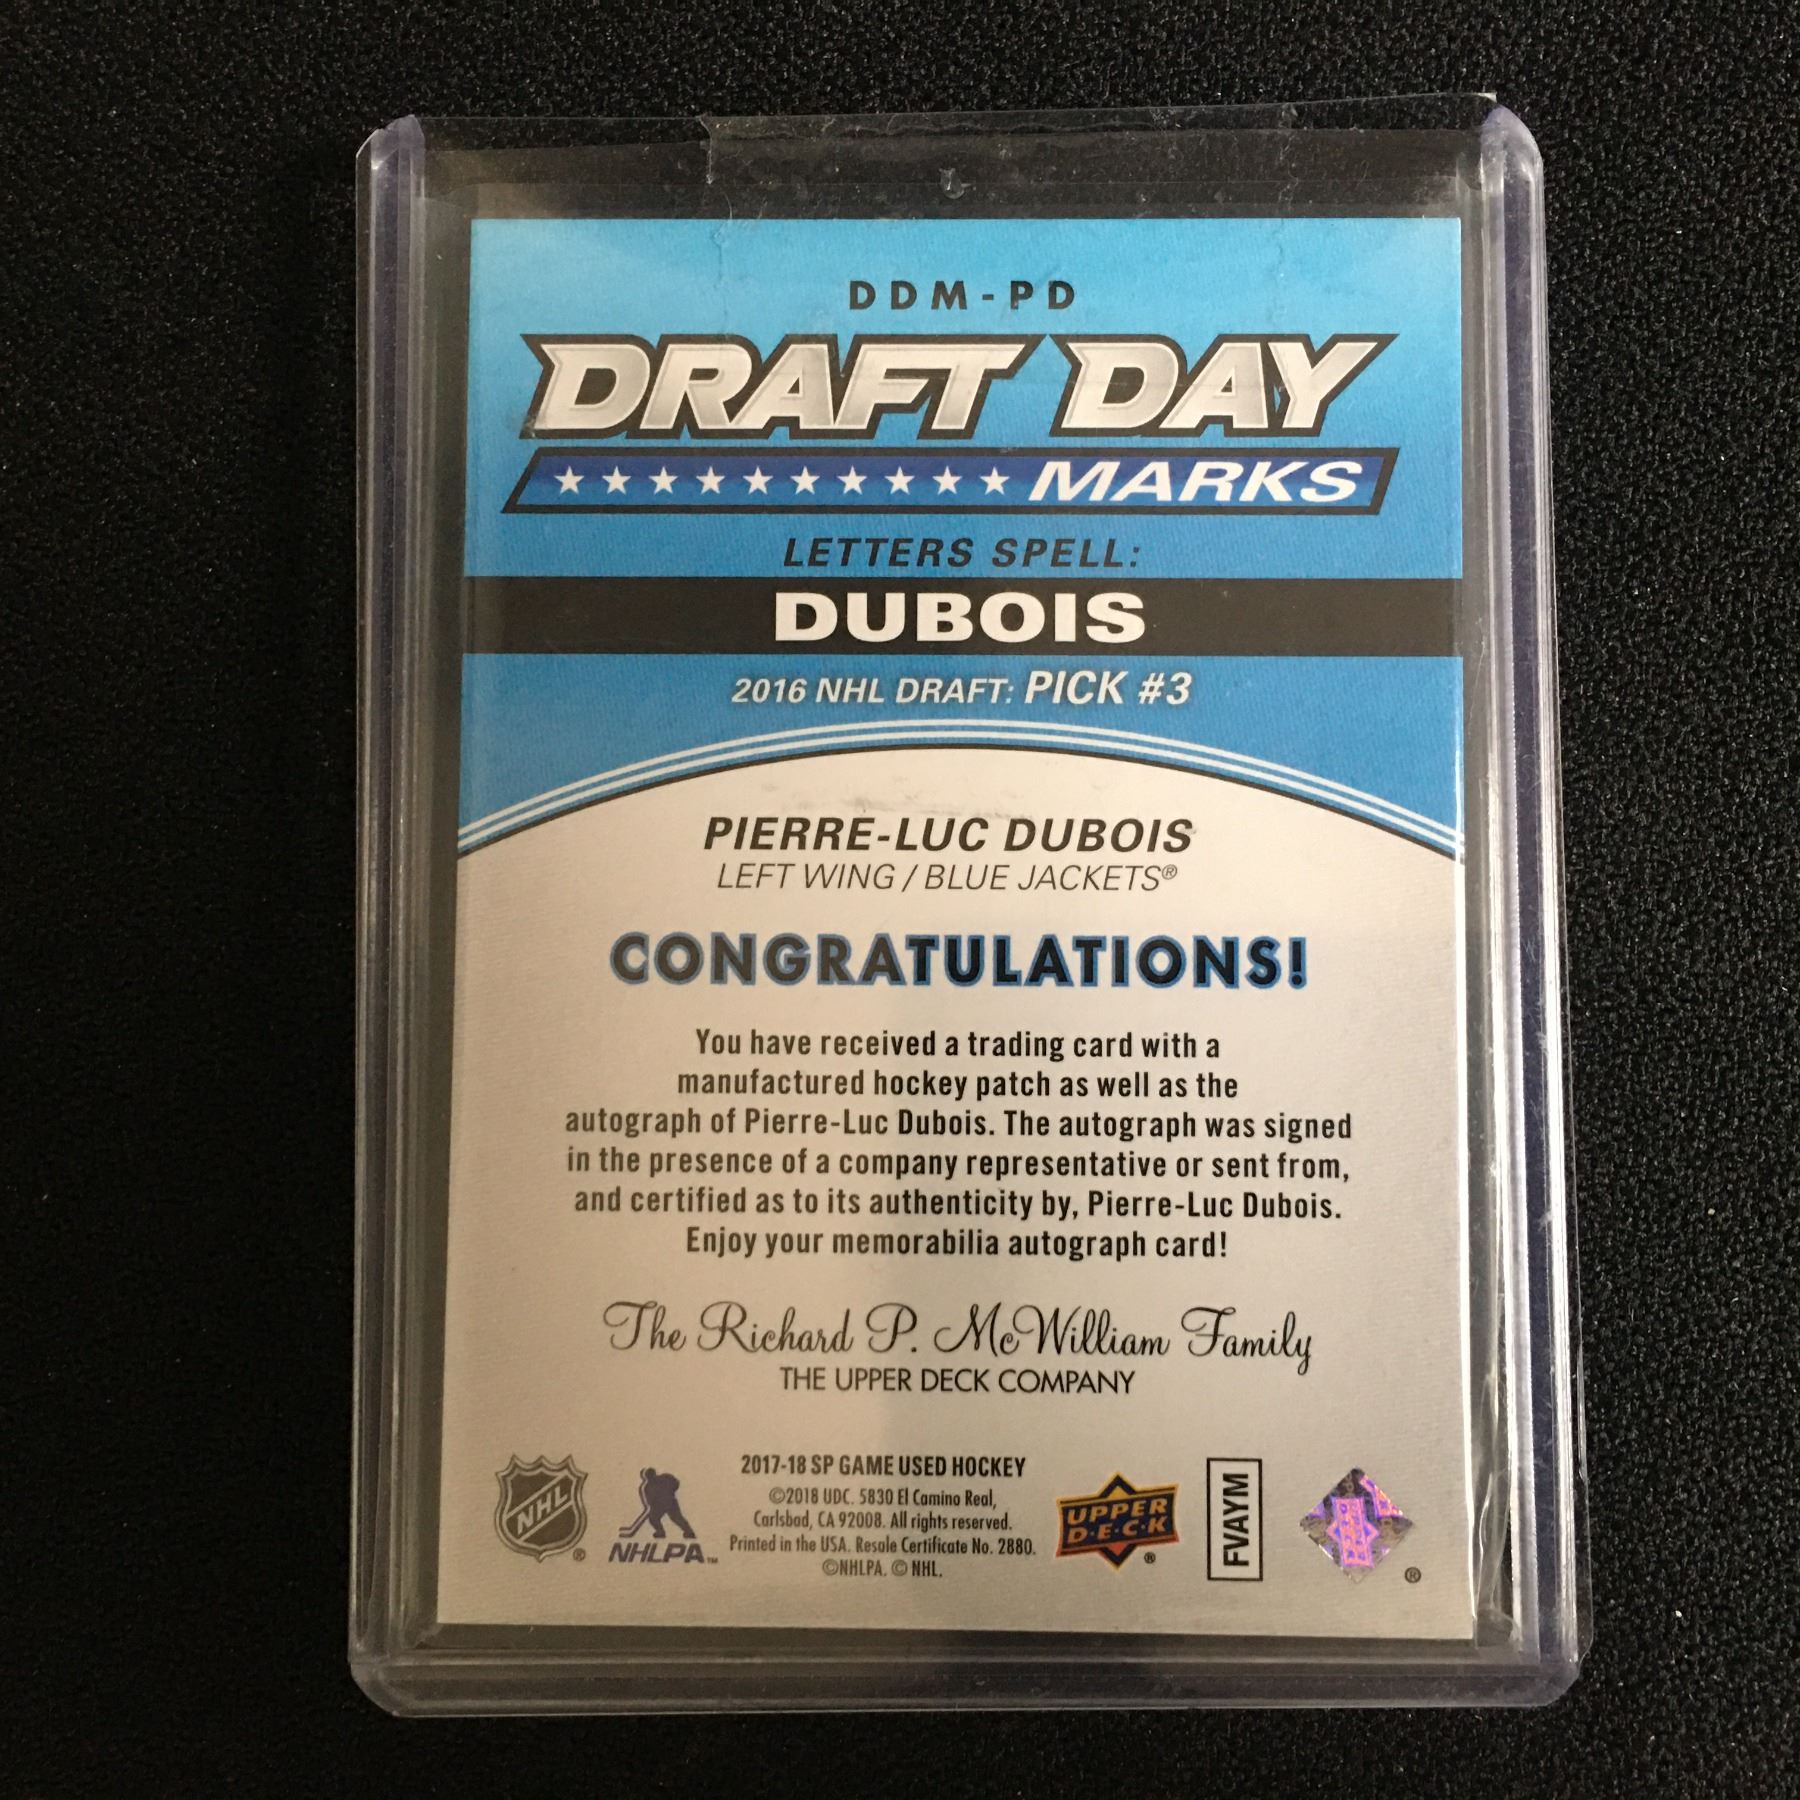 DDM-PD
DRAFT DAY
MARKS
LETTERS SPELL:
DUBOIS
2016 NHL DRAFT: PICK #3
PIERRE-LUC DUBOIS
LEFT WING / BLUE JACKETS®
CONGRATULATIONS!
You have received a trading card with a
manufactured hockey patch as well as the
autograph of Pierre-Luc Dubois. The autograph was signed
in the presence of a company representative or sent from,
and certified as to its authenticity by, Pierre-Luc Dubois.
Enjoy your memorabilia autograph card!
The Richard P. McWilliam Family
THE UPPER DECK COMPANY
NHL ®
NHLPA™
2017-18 SP GAME USED HOCKEY
©2018 UDC. 5830 El Camino Real,
Carlsbad, CA 92008. All rights reserved.
Printed in the USA. Resale Certificate No. 2880.
©NHLPA. © NHL.
UPPER
D·E·C·K ®
FVAYM
®